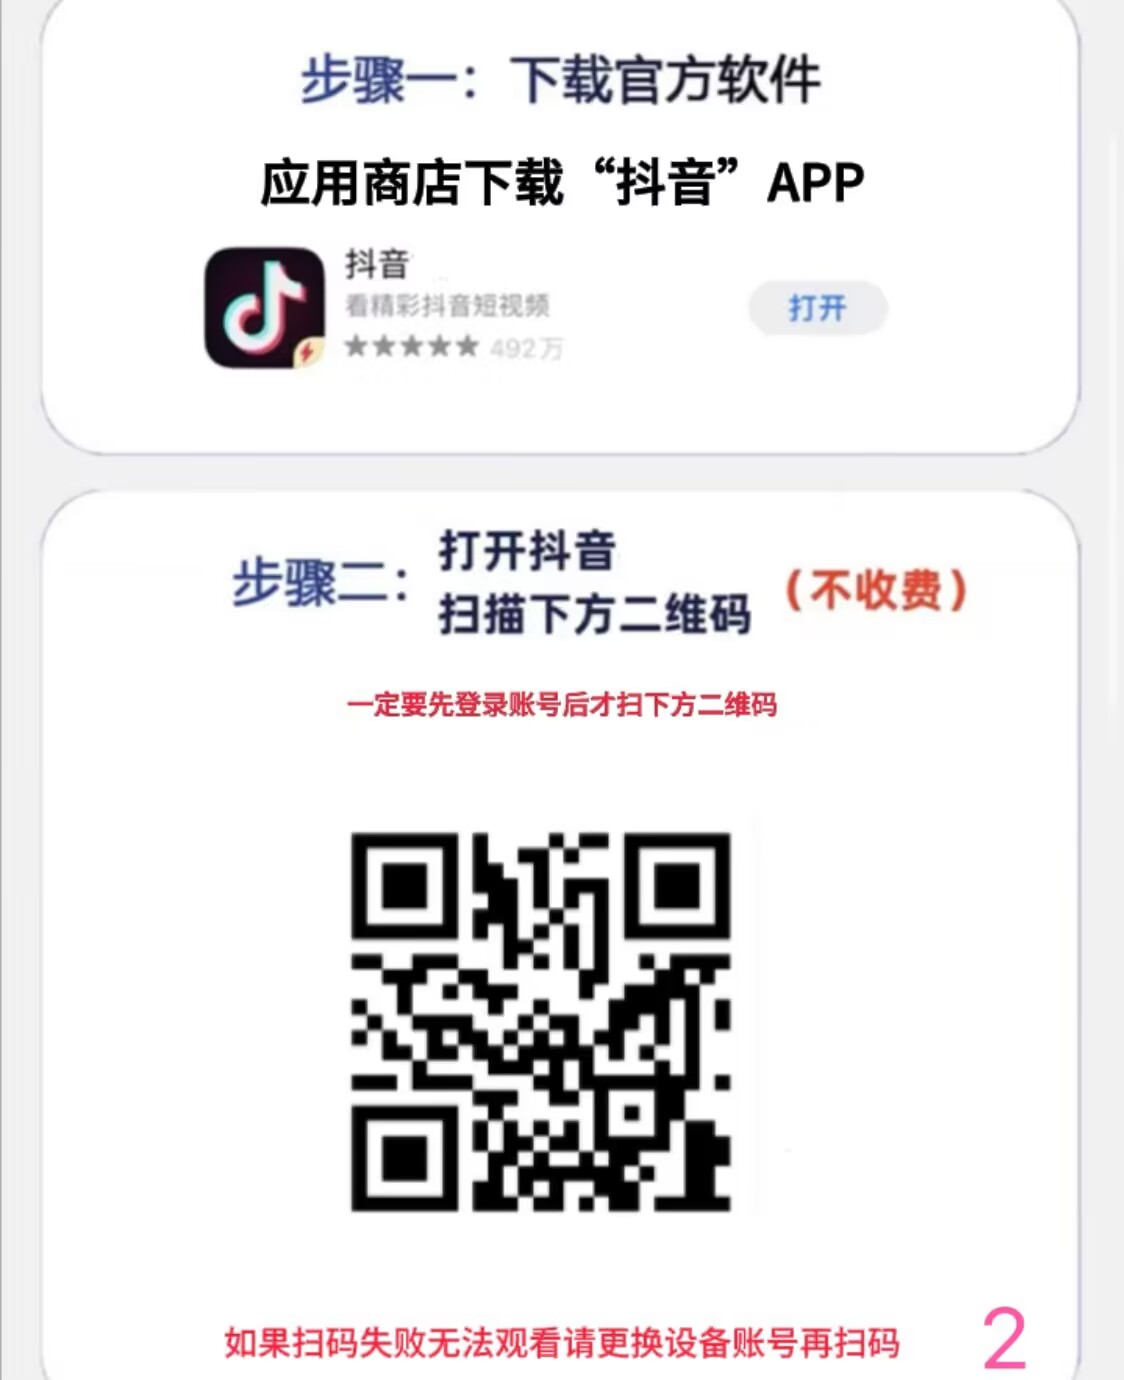 步骤一：下载官方软件
应用商店下载“抖音”APP
抖音
看精彩抖音短视频
★★★★★ 492万
打开
步骤二：
打开抖音
扫描下方二维码
（不收费）
一定要先登录账号后才扫下方二维码
如果扫码失败无法观看请更换设备账号再扫码
2